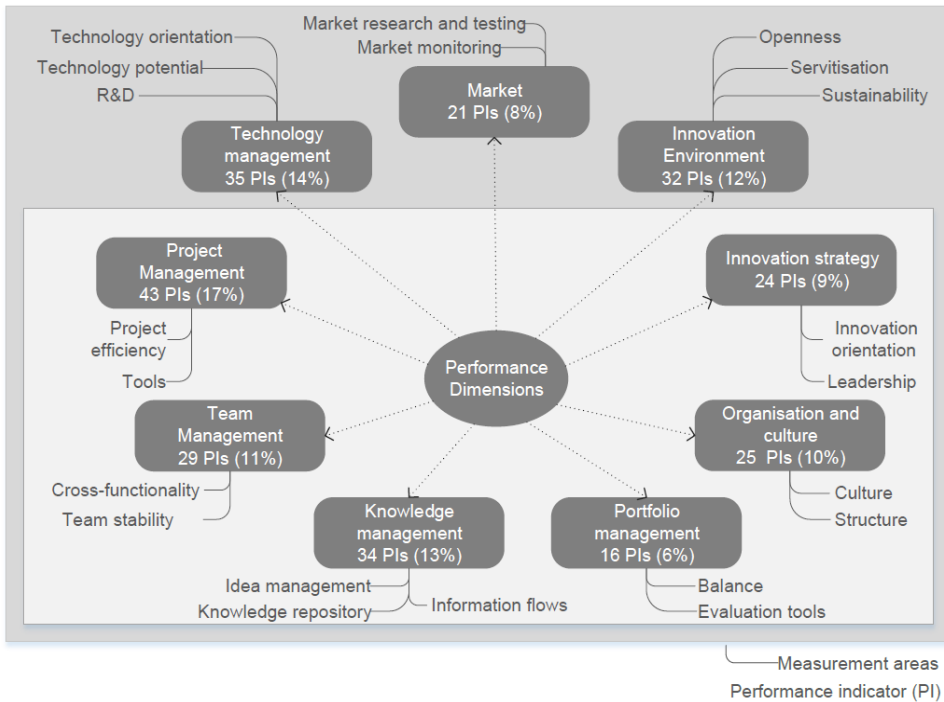 Technology orientation
Technology potential
R&D
Technology
management
35 PIs (14%)
Market research and testing
Market monitoring
Market
21 PIs (8%)
Openness
Servitisation
Sustainability
Innovation
Environment
32 PIs (12%)
Project
Management
43 PIs (17%)
Project
efficiency
Tools
Innovation strategy
24 PIs (9%)
Innovation
orientation
Leadership
Performance
Dimensions
Team
Management
29 PIs (11%)
Cross-functionality
Team stability
Organisation and
culture
25 PIs (10%)
Culture
Structure
Knowledge
management
34 PIs (13%)
Idea management
Knowledge repository
Information flows
Portfolio
management
16 PIs (6%)
Balance
Evaluation tools
Measurement areas
Performance indicator (PI)